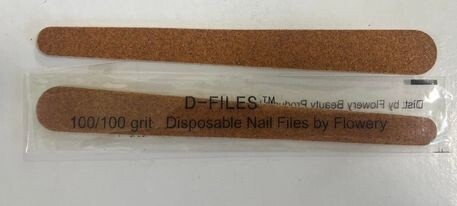 D-FILES™
100/100 grit Disposable Nail Files by Flowery
Dist. by Flowery Beauty Produ